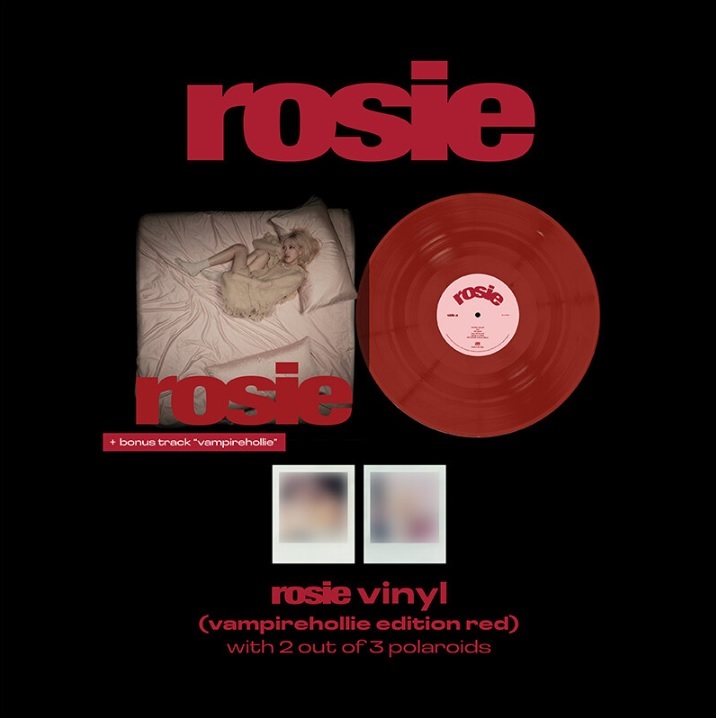 rosie
rosie
rosie
+ bonus track "vampirehollie"
rosie vinyl
(vampirehollie edition red)
with 2 out of 3 polaroids